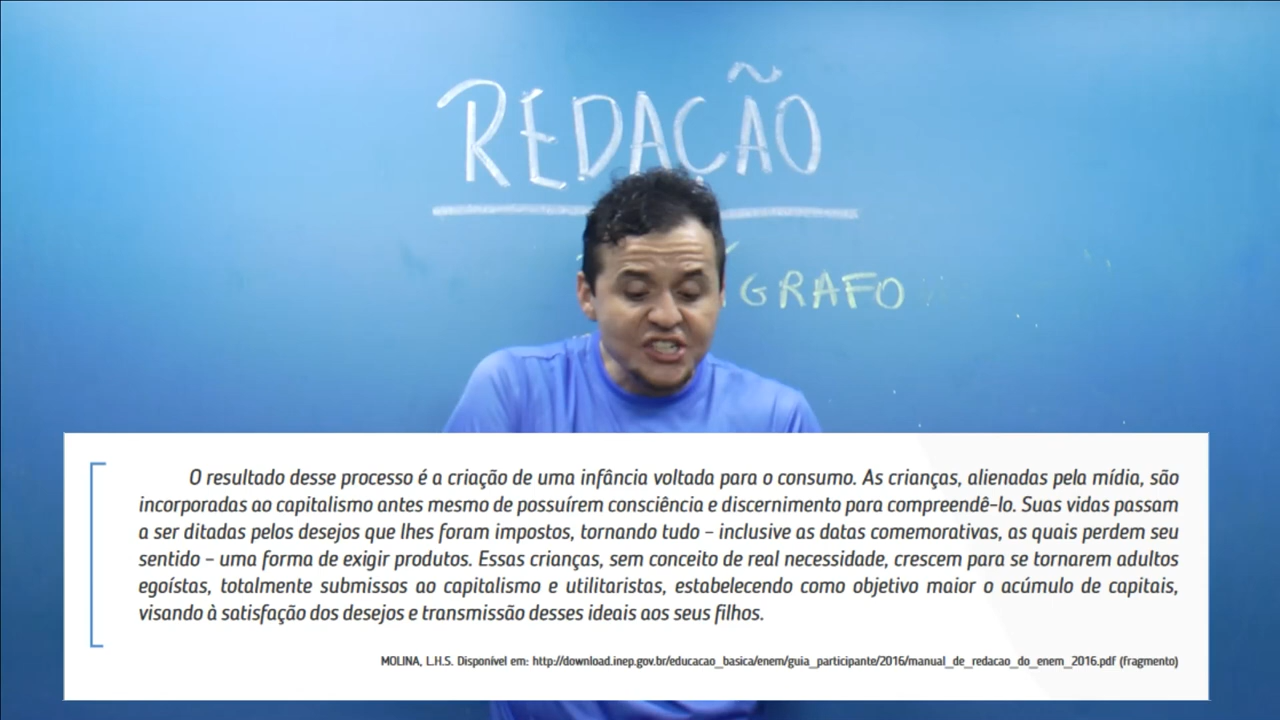 REDAÇÃO
GRAFO
O resultado desse processo é a criação de uma infância voltada para o consumo. As crianças, alienadas pela mídia, são
incorporadas ao capitalismo antes mesmo de possuírem consciência e discernimento para compreendê-lo. Suas vidas passam
a ser ditadas pelos desejos que lhes foram impostos, tornando tudo – inclusive as datas comemorativas, as quais perdem seu
sentido – uma forma de exigir produtos. Essas crianças, sem conceito de real necessidade, crescem para se tornarem adultos
egoístas, totalmente submissos ao capitalismo e utilitaristas, estabelecendo como objetivo maior o acúmulo de capitais,
visando à satisfação dos desejos e transmissão desses ideais aos seus filhos.
MOLINA, L.H.S. Disponível em: http://download.inep.gov.br/educacao_basica/enem/guia_participante/2016/manual_de_redacao_do_enem_2016.pdf (fragmento)